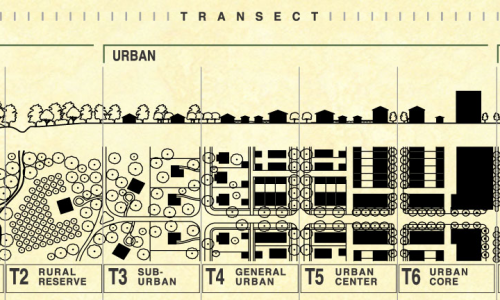 TRANSECT
URBAN
T2 RURAL RESERVE
T3 SUB-URBAN
T4 GENERAL URBAN
T5 URBAN CENTER
T6 URBAN CORE